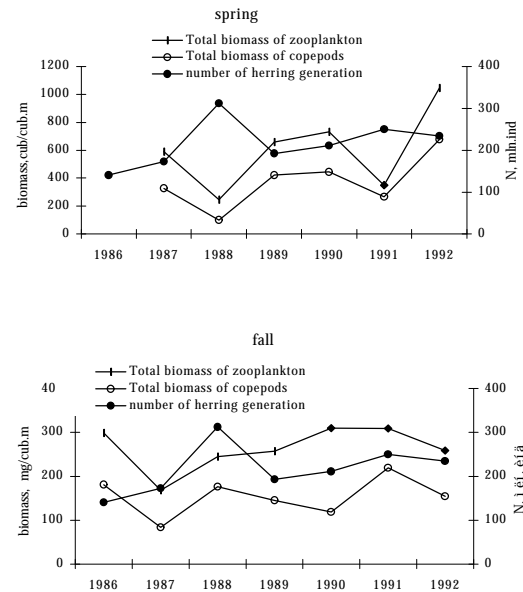 spring
Total biomass of zooplankton
Total biomass of copepods
number of herring generation
1200
1000
800
600
400
200
0
biomass, cub/cub.m
400
300
200
100
0
N, mln.ind
1986 1987 1988 1989 1990 1991 1992
fall
Total biomass of zooplankton
Total biomass of copepods
number of herring generation
40
300
200
100
0
biomass, mg/cub.m
400
300
200
100
0
N, ì ëí , èí ä
1986 1987 1988 1989 1990 1991 1992